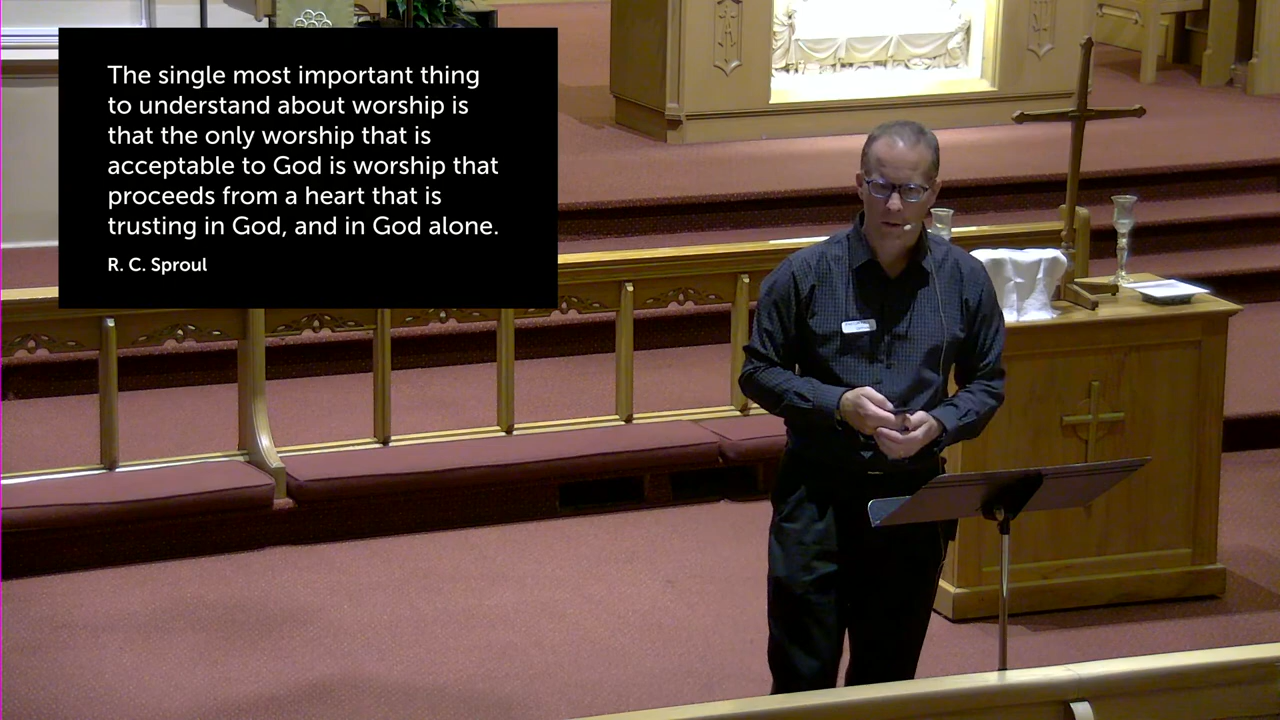 The single most important thing
to understand about worship is
that the only worship that is
acceptable to God is worship that
proceeds from a heart that is
trusting in God, and in God alone.
R. C. Sproul